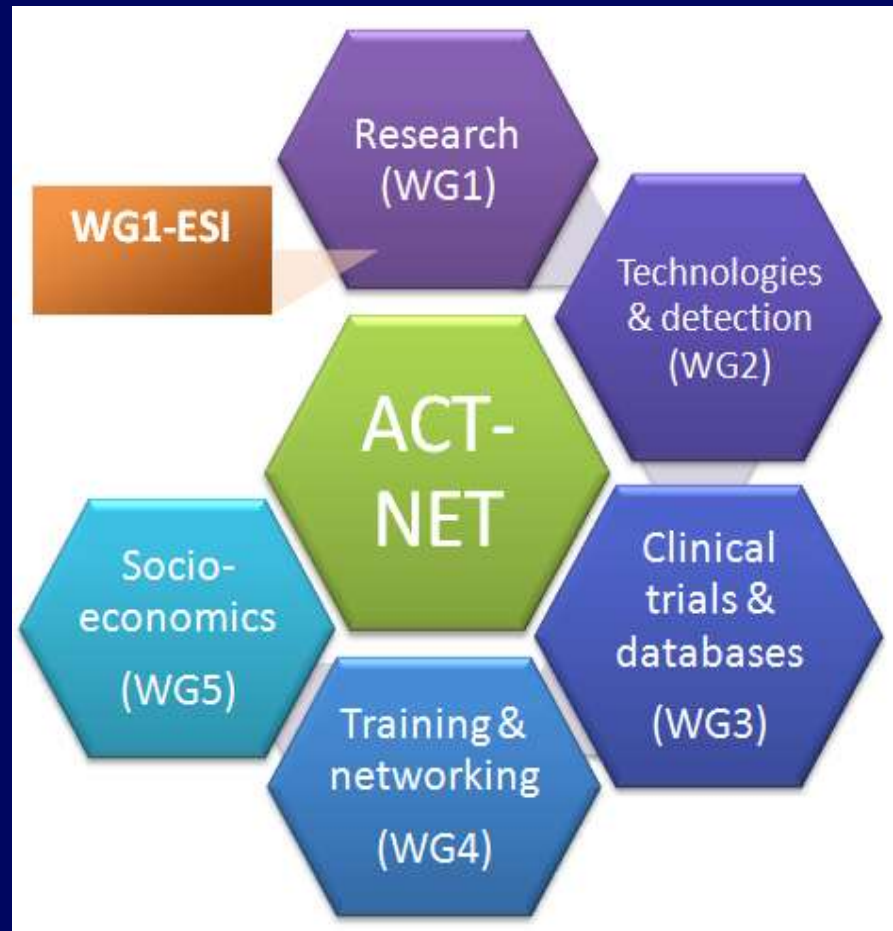 Research
(WG1)
WG1-ESI
Technologies
& detection
(WG2)
ACT-
NET
Clinical
trials &
databases
(WG3)
Socio-
economics
(WG5)
Training &
networking
(WG4)